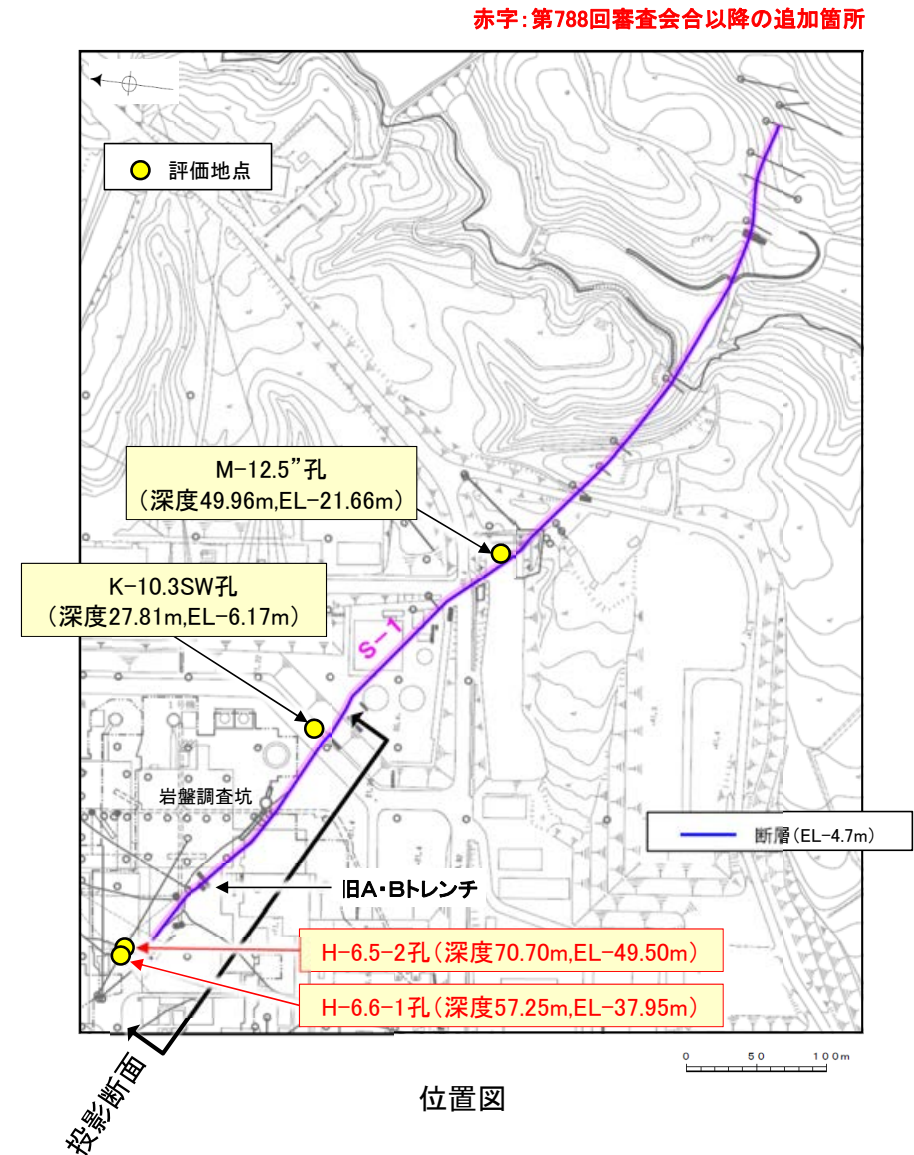 赤字：第788回審査会合以降の追加箇所
評価地点
M−12.5”孔
（深度49.96m,EL−21.66m）
K−10.3SW孔
（深度27.81m,EL−6.17m）
S−1
岩盤調査坑
断層（EL−4.7m）
旧A・Bトレンチ
H−6.5−2孔（深度70.70m,EL−49.50m）
H−6.6−1孔（深度57.25m,EL−37.95m）
投影断面
0 50 100m
位置図